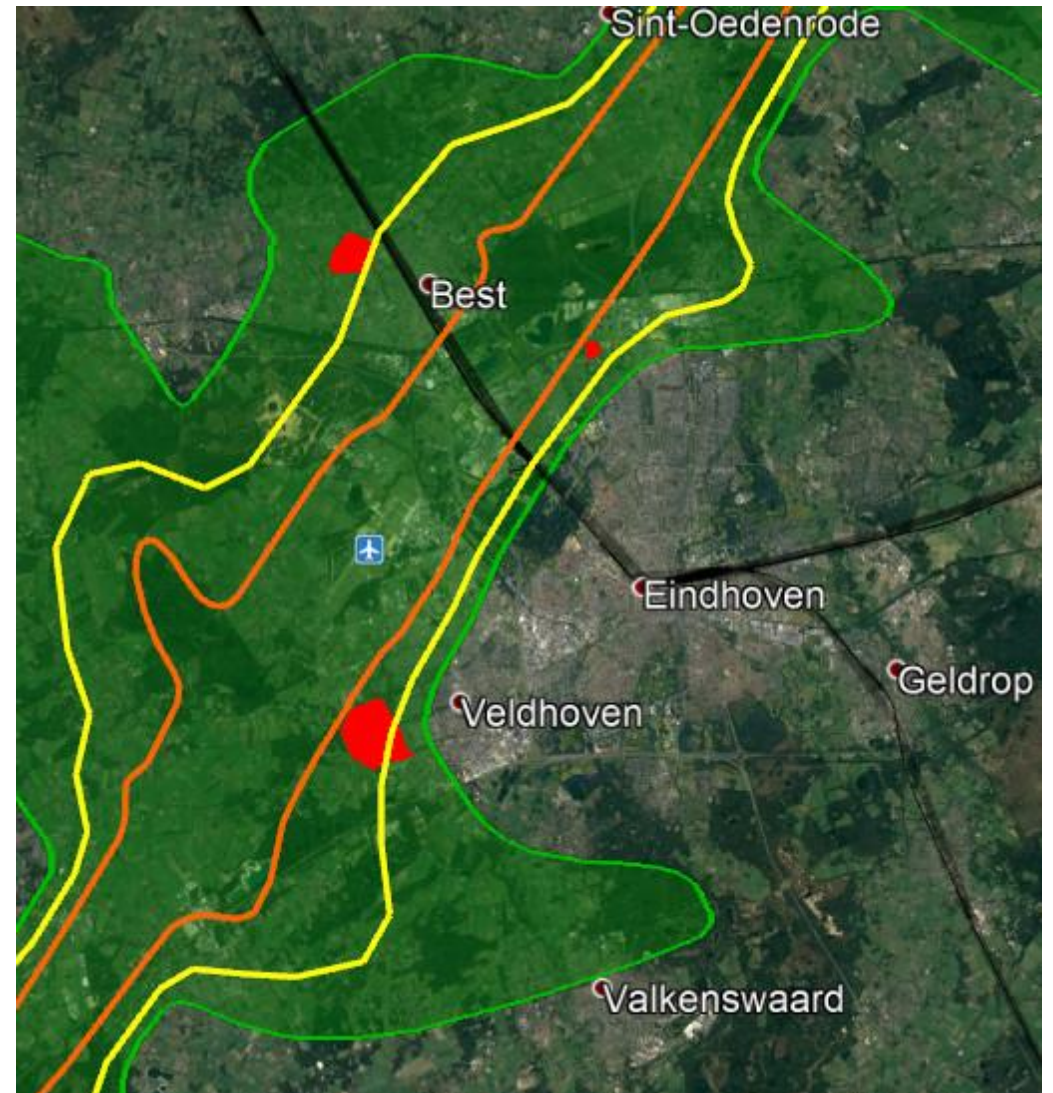 Sint-Oedenrode
Best
Eindhoven
Geldrop
Veldhoven
Valkenswaard